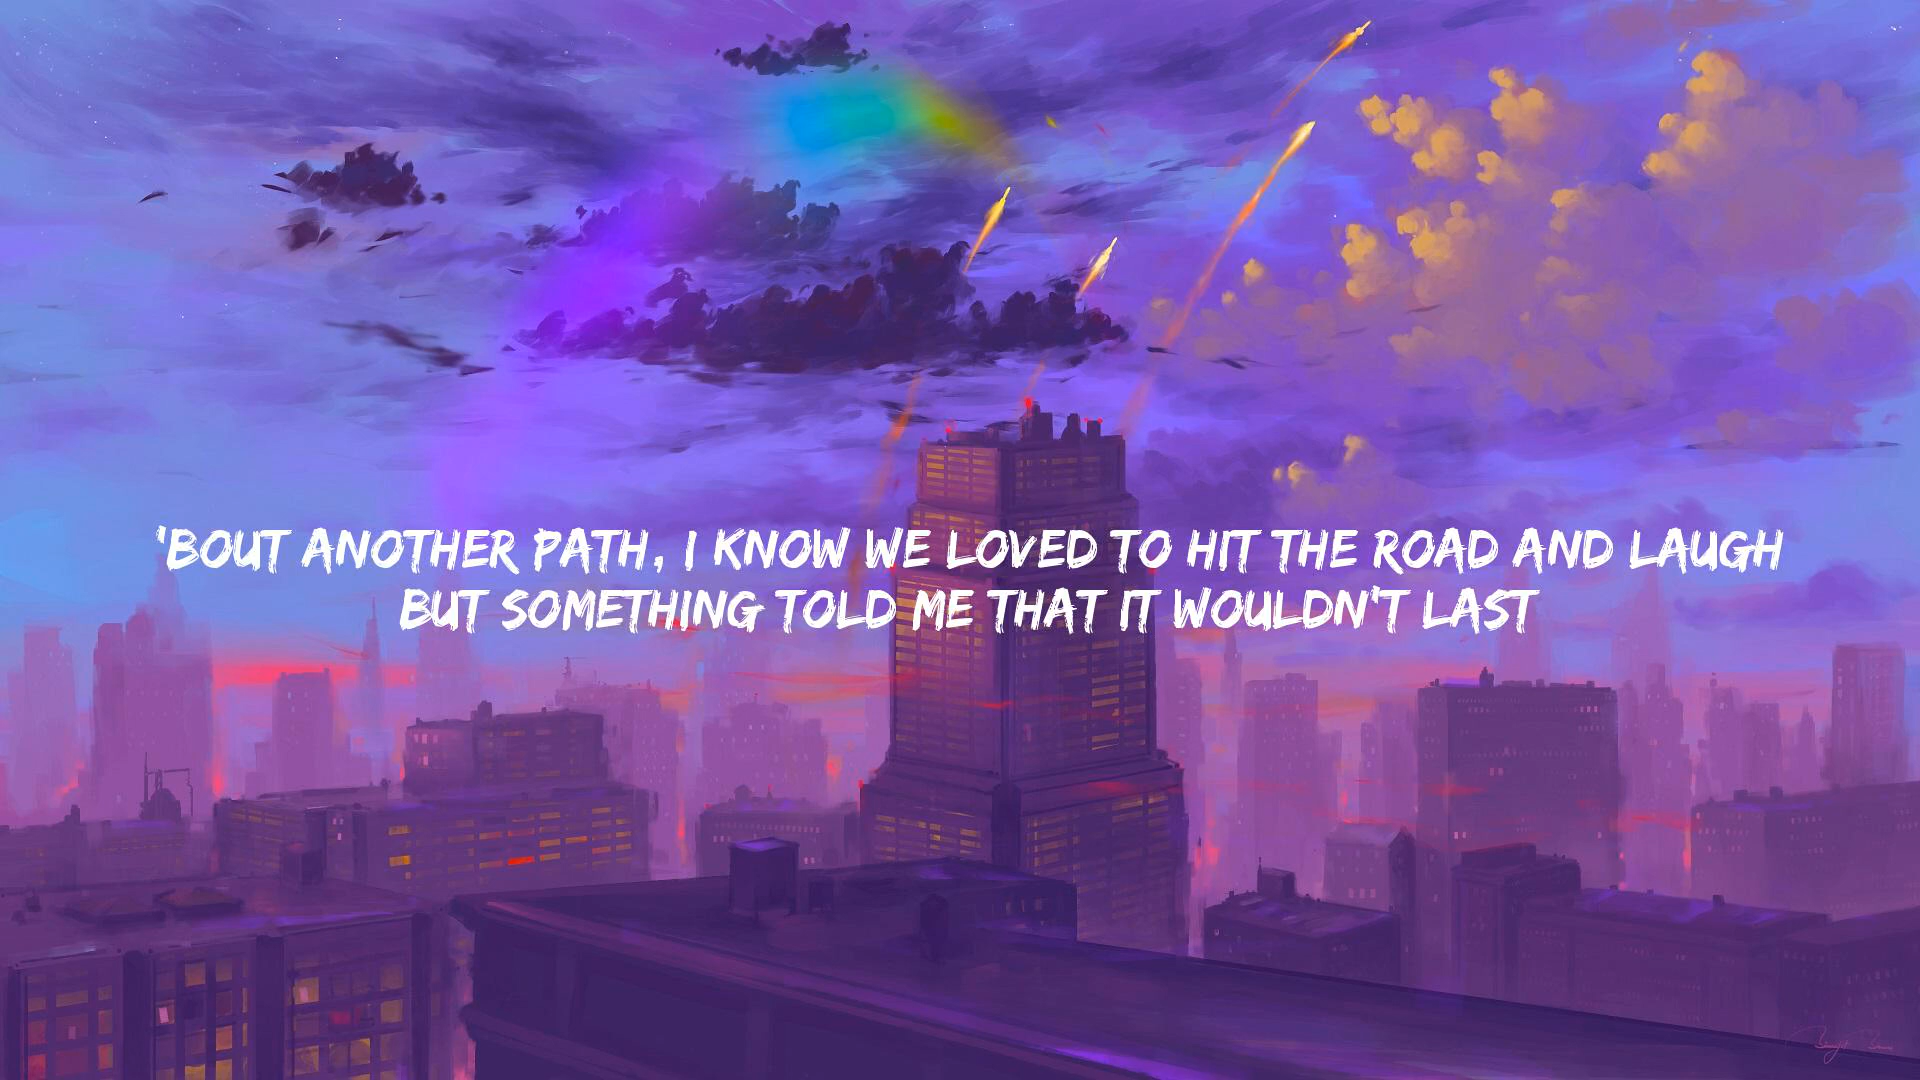 'BOUT ANOTHER PATH, I KNOW WE LOVED TO HIT THE ROAD AND LAUGH
BUT SOMETHING TOLD ME THAT IT WOULDN'T LAST